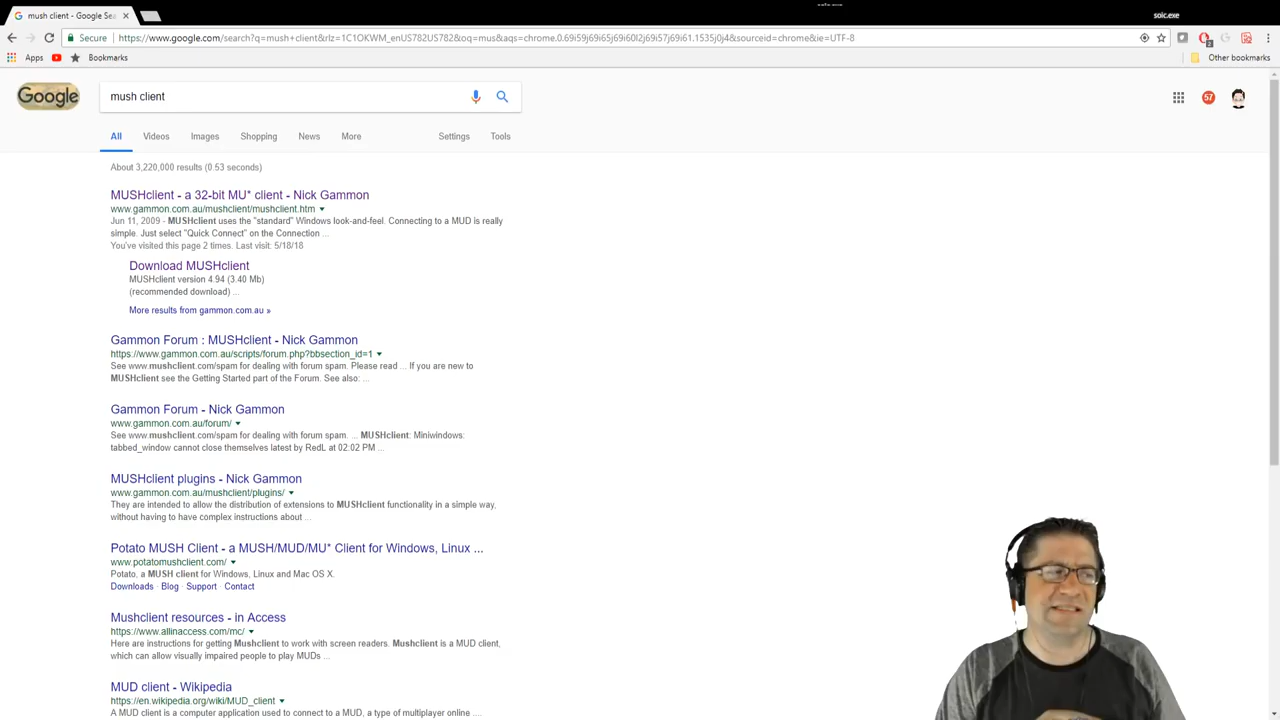 mush client - Google Sea
solc.exe
Secure
https://www.google.com/search?q=mush+client&rlz=1C1OKWM_enUS782US782&oq=mus&aqs=chrome.0.69i59j69i65j69i60l2j69i57j69i61.1535j0j4&sourceid=chrome&ie=UTF-8
Apps
Bookmarks
Other bookmarks
Google
mush client
57
All Videos Images Shopping News More Settings Tools
About 3,220,000 results (0.53 seconds)
MUSHclient - a 32-bit MU* client - Nick Gammon
www.gammon.com.au/mushclient/mushclient.htm
Jun 11, 2009 - MUSHclient uses the "standard" Windows look-and-feel. Connecting to a MUD is really
simple. Just select "Quick Connect" on the Connection ...
You've visited this page 2 times. Last visit: 5/18/18
Download MUSHclient
MUSHclient version 4.94 (3.40 Mb)
(recommended download) ...
More results from gammon.com.au »
Gammon Forum : MUSHclient - Nick Gammon
https://www.gammon.com.au/scripts/forum.php?bbsection_id=1
See www.mushclient.com/spam for dealing with forum spam. Please read ... If you are new to
MUSHclient see the Getting Started part of the Forum. See also: ...
Gammon Forum - Nick Gammon
www.gammon.com.au/forum/
See www.mushclient.com/spam for dealing with forum spam. ... MUSHclient: Miniwindows:
tabbed_window cannot close themselves latest by RedL at 02:02 PM ...
MUSHclient plugins - Nick Gammon
www.gammon.com.au/mushclient/plugins/
They are intended to allow the distribution of extensions to MUSHclient functionality in a simple way,
without having to have complex instructions about ...
Potato MUSH Client - a MUSH/MUD/MU* Client for Windows, Linux ...
www.potatomushclient.com/
Potato, a MUSH client for Windows, Linux and Mac OS X.
Downloads · Blog · Support · Contact
Mushclient resources - in Access
https://www.allinaccess.com/mc/
Here are instructions for getting Mushclient to work with screen readers. Mushclient is a MUD client,
which can allow visually impaired people to play MUDs ...
MUD client - Wikipedia
https://en.wikipedia.org/wiki/MUD_client
A MUD client is a computer application used to connect to a MUD, a type of multiplayer online ....